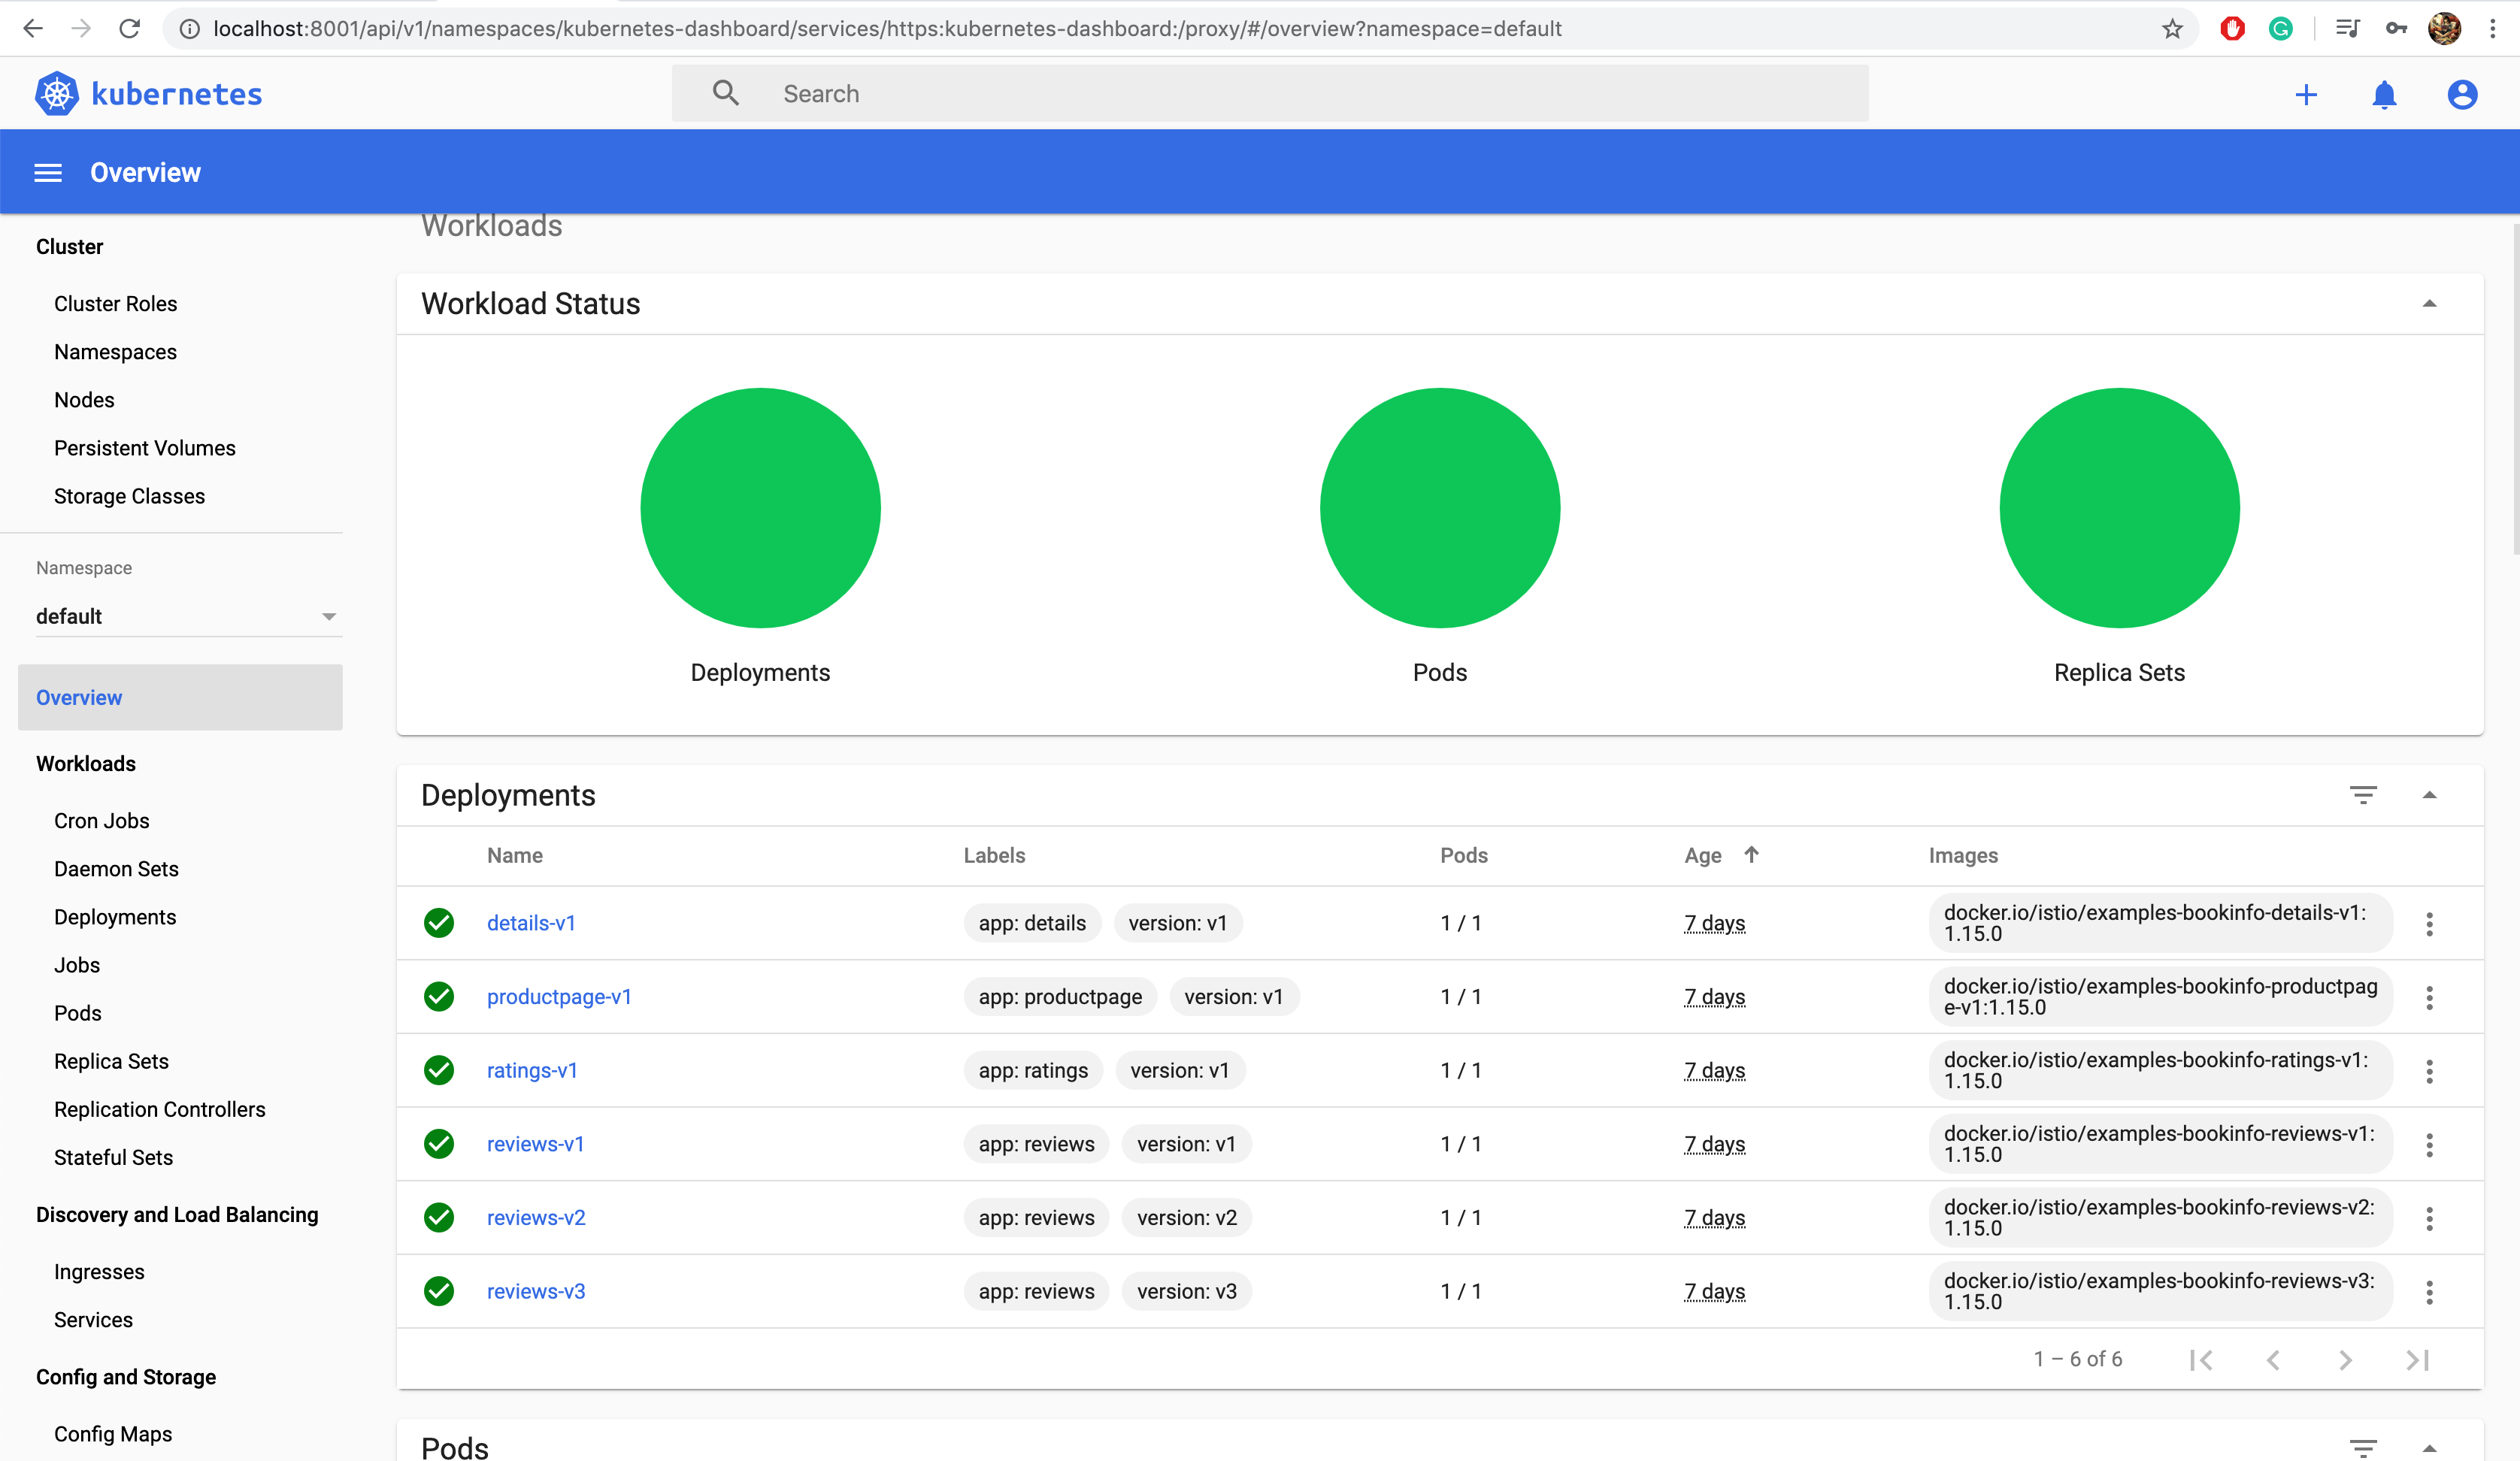 localhost:8001/api/v1/namespaces/kubernetes-dashboard/services/https:kubernetes-dashboard:/proxy/#/overview?namespace=default
kubernetes
Search
Overview
Cluster
Cluster Roles
Namespaces
Nodes
Persistent Volumes
Storage Classes
Namespace
default
Overview
Workloads
Cron Jobs
Daemon Sets
Deployments
Jobs
Pods
Replica Sets
Replication Controllers
Stateful Sets
Discovery and Load Balancing
Ingresses
Services
Config and Storage
Config Maps
Workloads
Workload Status
Deployments
Pods
Replica Sets
Deployments
Name Labels Pods Age Images
details-v1 app: details version: v1 1 / 1 7 days docker.io/istio/examples-bookinfo-details-v1:
1.15.0
productpage-v1 app: productpage version: v1 1 / 1 7 days docker.io/istio/examples-bookinfo-productpag
e-v1:1.15.0
ratings-v1 app: ratings version: v1 1 / 1 7 days docker.io/istio/examples-bookinfo-ratings-v1:
1.15.0
reviews-v1 app: reviews version: v1 1 / 1 7 days docker.io/istio/examples-bookinfo-reviews-v1:
1.15.0
reviews-v2 app: reviews version: v2 1 / 1 7 days docker.io/istio/examples-bookinfo-reviews-v2:
1.15.0
reviews-v3 app: reviews version: v3 1 / 1 7 days docker.io/istio/examples-bookinfo-reviews-v3:
1.15.0
1 – 6 of 6
Pods